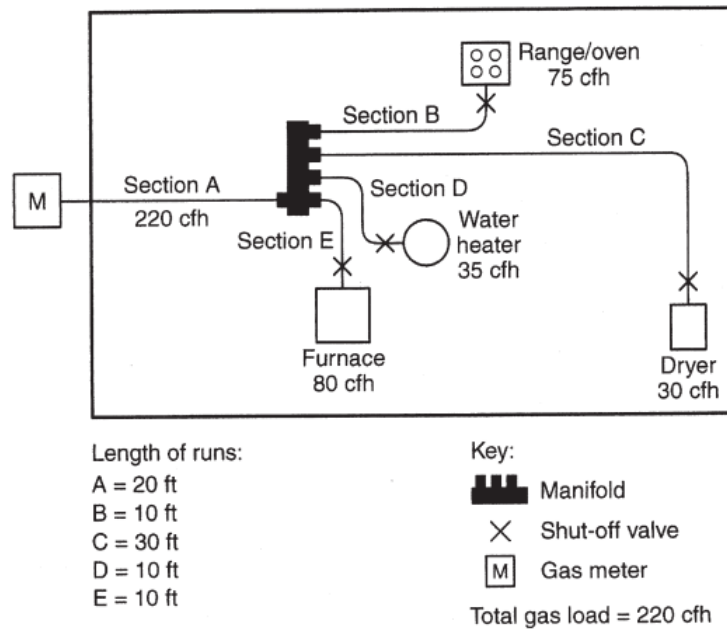 Range/oven
75 cfh
Section B
Section C
Section A
M
220 cfh
Section D
Section E
Water
heater
35 cfh
Furnace
80 cfh
Dryer
30 cfh
Length of runs:
A = 20 ft
B = 10 ft
C = 30 ft
D = 10 ft
E = 10 ft
Key:
Manifold
Shut-off valve
M Gas meter
Total gas load = 220 cfh